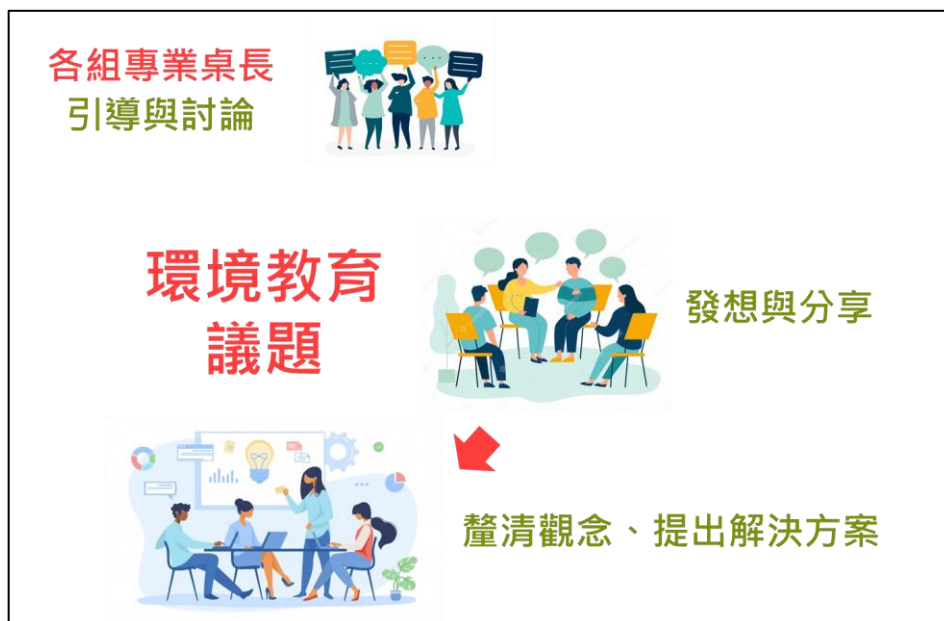 各組專業桌長
引導與討論
環境教育
議題
發想與分享
釐清觀念、提出解決方案